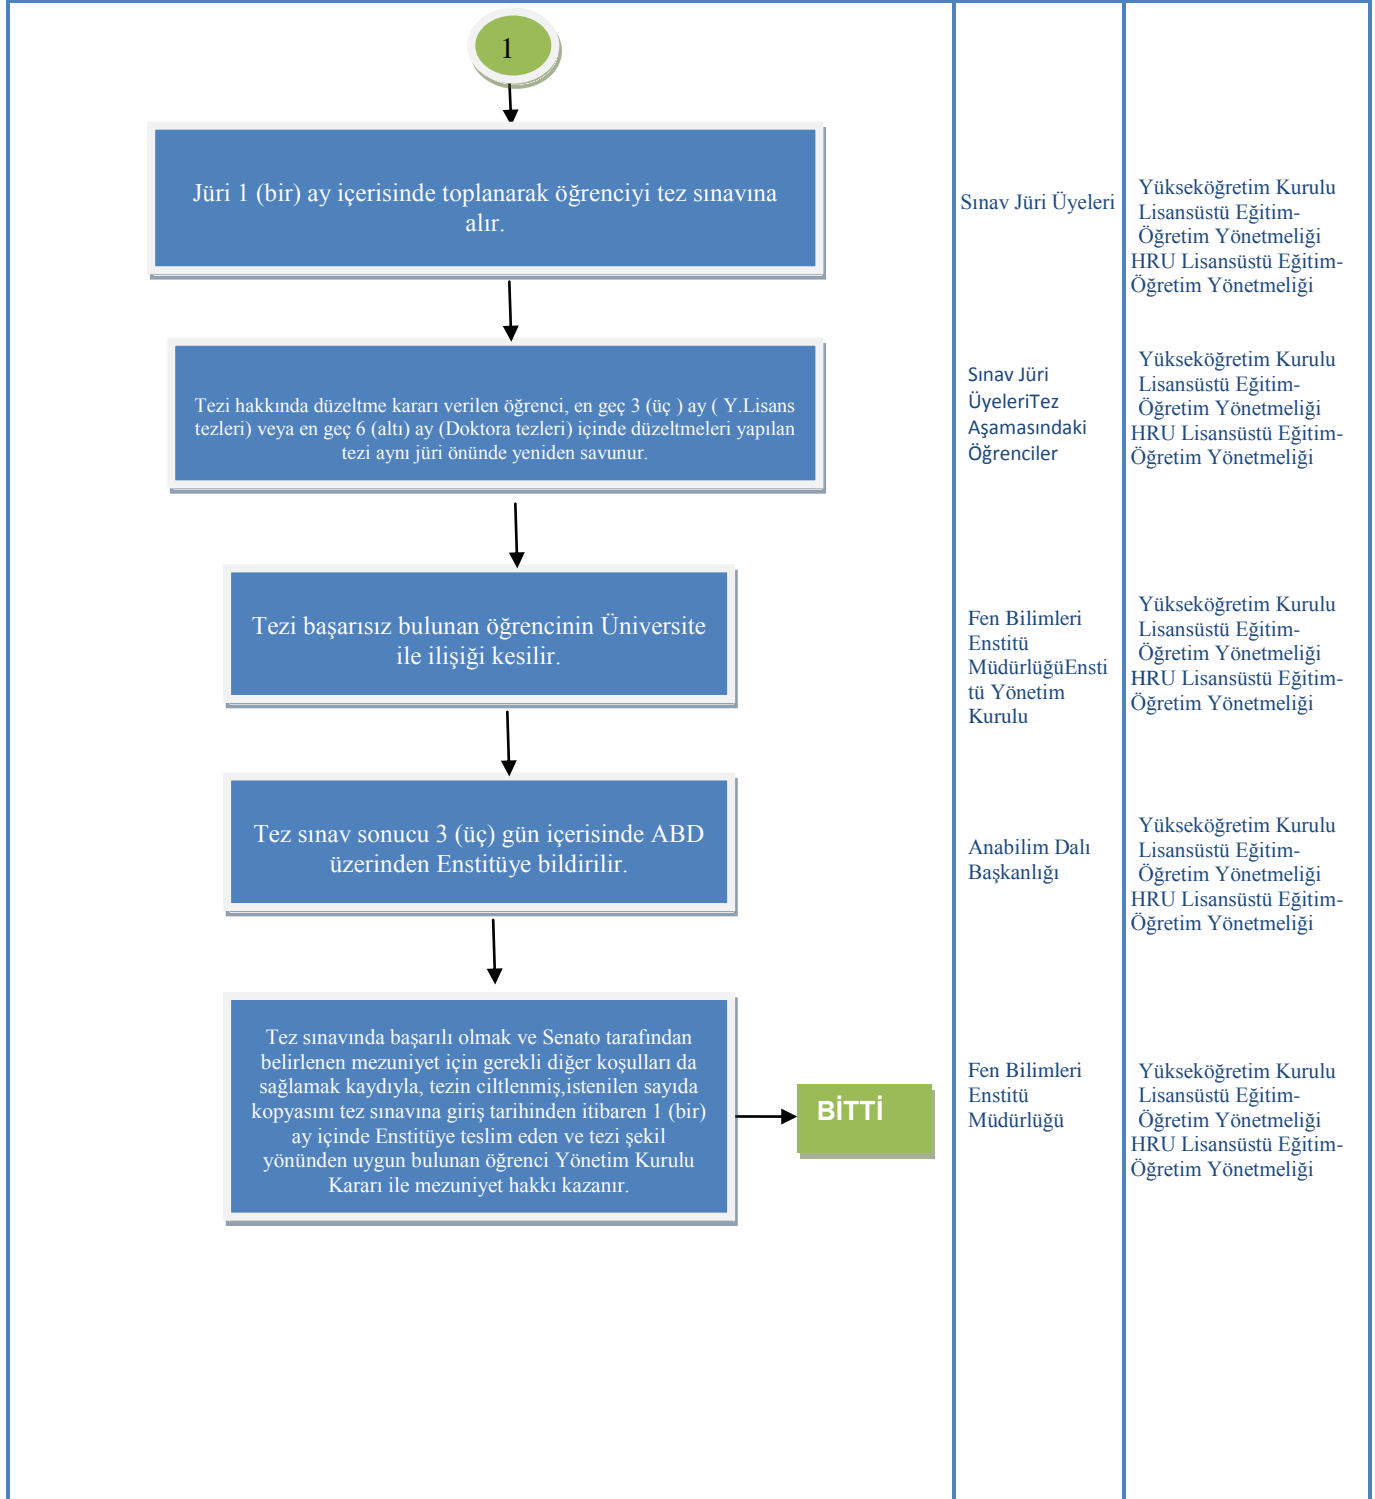 1
Jüri 1 (bir) ay içerisinde toplanarak öğrenciyi tez sınavına
alır.
Sınav Jüri Üyeleri
Yükseköğretim Kurulu
Lisansüstü Eğitim-
Öğretim Yönetmeliği
HRU Lisansüstü Eğitim-
Öğretim Yönetmeliği
Tezi hakkında düzeltme kararı verilen öğrenci, en geç 3 (üç ) ay ( Y.Lisans
tezleri) veya en geç 6 (altı) ay (Doktora tezleri) içinde düzeltmeleri yapılan
tezi aynı jüri önünde yeniden savunur.
Sınav Jüri
ÜyeleriTez
Aşamasındaki
Öğrenciler
Yükseköğretim Kurulu
Lisansüstü Eğitim-
Öğretim Yönetmeliği
HRU Lisansüstü Eğitim-
Öğretim Yönetmeliği
Tezi başarısız bulunan öğrencinin Üniversite
ile ilişiği kesilir.
Fen Bilimleri
Enstitü
MüdürlüğüEnsti
tü Yönetim
Kurulu
Yükseköğretim Kurulu
Lisansüstü Eğitim-
Öğretim Yönetmeliği
HRU Lisansüstü Eğitim-
Öğretim Yönetmeliği
Tez sınav sonucu 3 (üç) gün içerisinde ABD
üzerinden Enstitüye bildirilir.
Anabilim Dalı
Başkanlığı
Yükseköğretim Kurulu
Lisansüstü Eğitim-
Öğretim Yönetmeliği
HRU Lisansüstü Eğitim-
Öğretim Yönetmeliği
Tez sınavında başarılı olmak ve Senato tarafından
belirlenen mezuniyet için gerekli diğer koşulları da
sağlamak kaydıyla, tezin ciltlenmiş,istenilen sayıda
kopyasını tez sınavına giriş tarihinden itibaren 1 (bir)
ay içinde Enstitüye teslim eden ve tezi şekil
yönünden uygun bulunan öğrenci Yönetim Kurulu
Kararı ile mezuniyet hakkı kazanır.
BİTTİ
Fen Bilimleri
Enstitü
Müdürlüğü
Yükseköğretim Kurulu
Lisansüstü Eğitim-
Öğretim Yönetmeliği
HRU Lisansüstü Eğitim-
Öğretim Yönetmeliği